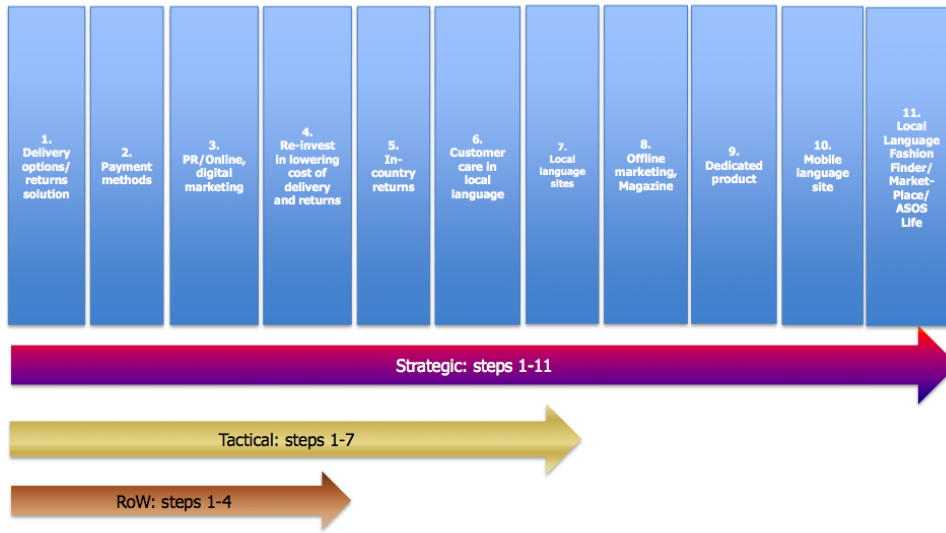 1.
Delivery
options/
returns
solution
2.
Payment
methods
3.
PR/Online,
digital
marketing
4.
Re-invest
in lowering
cost of
delivery
and returns
5.
In-
country
returns
6.
Customer
care in
local
language
7.
Local
language
sites
8.
Offline
marketing,
Magazine
9.
Dedicated
product
10.
Mobile
language
site
11.
Local
Language
Fashion
Finder/
Market-
Place/
ASOS
Life
Strategic: steps 1-11
Tactical: steps 1-7
RoW: steps 1-4